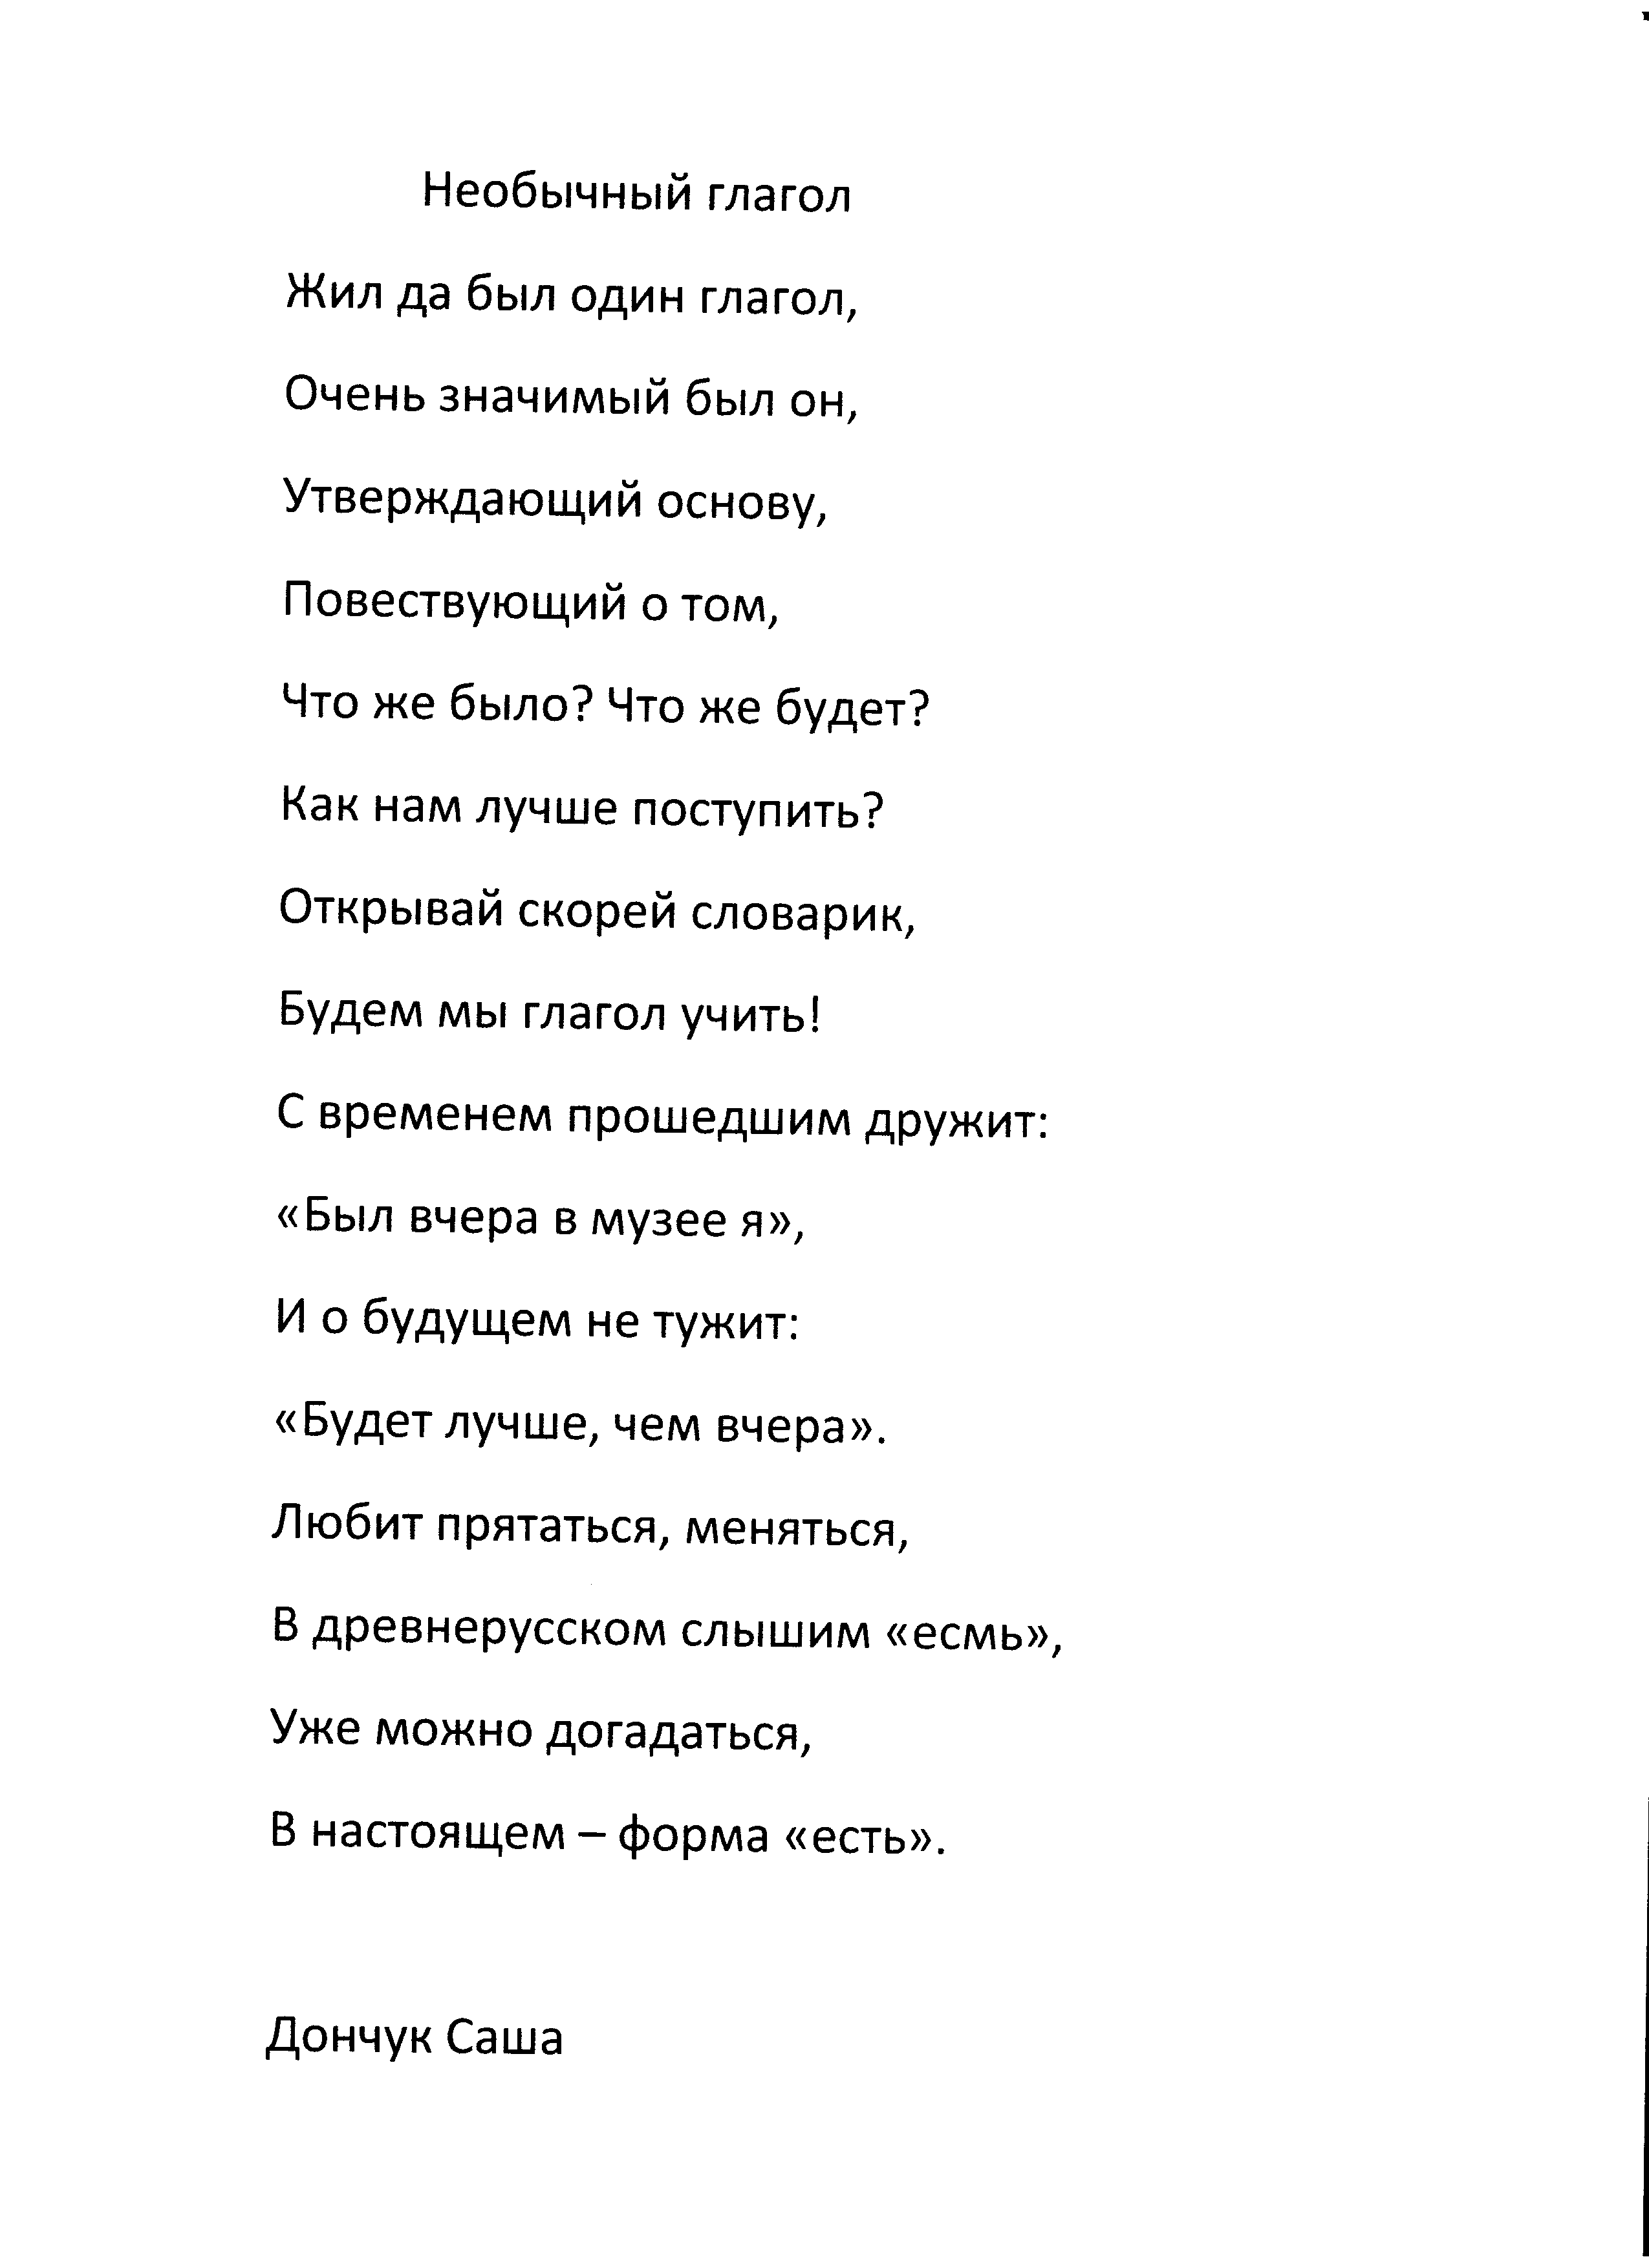 Необычный глагол
Жил да был один глагол,
Очень значимый был он,
Утверждающий основу,
Повествующий о том,
Что же было? Что же будет?
Как нам лучше поступить?
Открывай скорей словарик,
Будем мы глагол учить!
С временем прошедшим дружит:
«Был вчера в музее я»,
И о будущем не тужит:
«Будет лучше, чем вчера».
Любит прятаться, меняться,
В древнерусском слышим «есмь»,
Уже можно догадаться,
В настоящем – форма «есть».
Дончук Саша